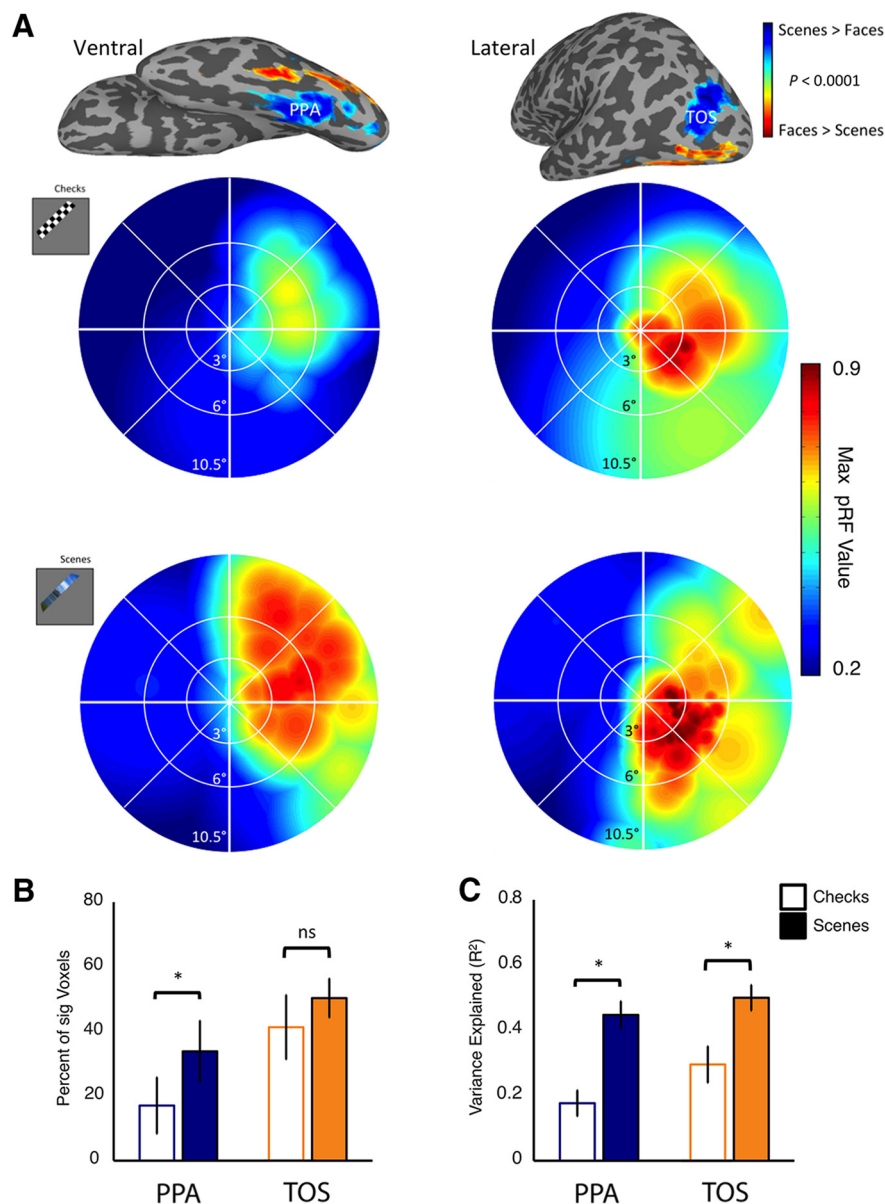 A
Ventral
Lateral
Scenes > Faces
P < 0.0001
Faces > Scenes
PPA
TOS
Checks
3°
6°
10.5°
3°
6°
10.5°
0.9
Max pRF Value
0.2
Scenes
3°
6°
10.5°
3°
6°
10.5°
B
80
60
40
20
0
Percent of sig Voxels
*
ns
PPA
TOS
C
0.8
0.6
0.4
0.2
0
Variance Explained (R²)
*
*
PPA
TOS
Checks
Scenes